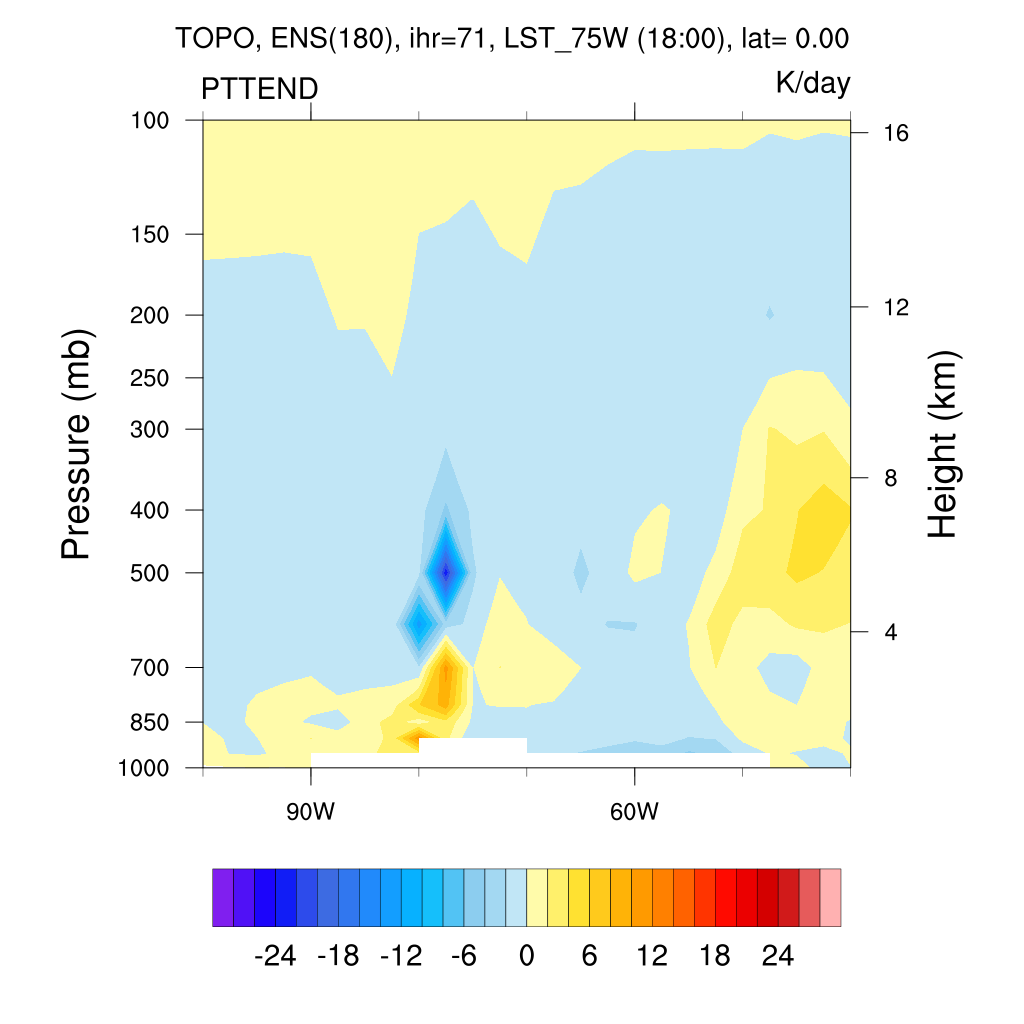 TOPO, ENS(180), ihr=71, LST_75W (18:00), lat= 0.00
PTTEND
K/day
100
150
200
250
300
400
500
700
850
1000
Pressure (mb)
16
12
8
4
Height (km)
90W
60W
-24 -18 -12 -6 0 6 12 18 24